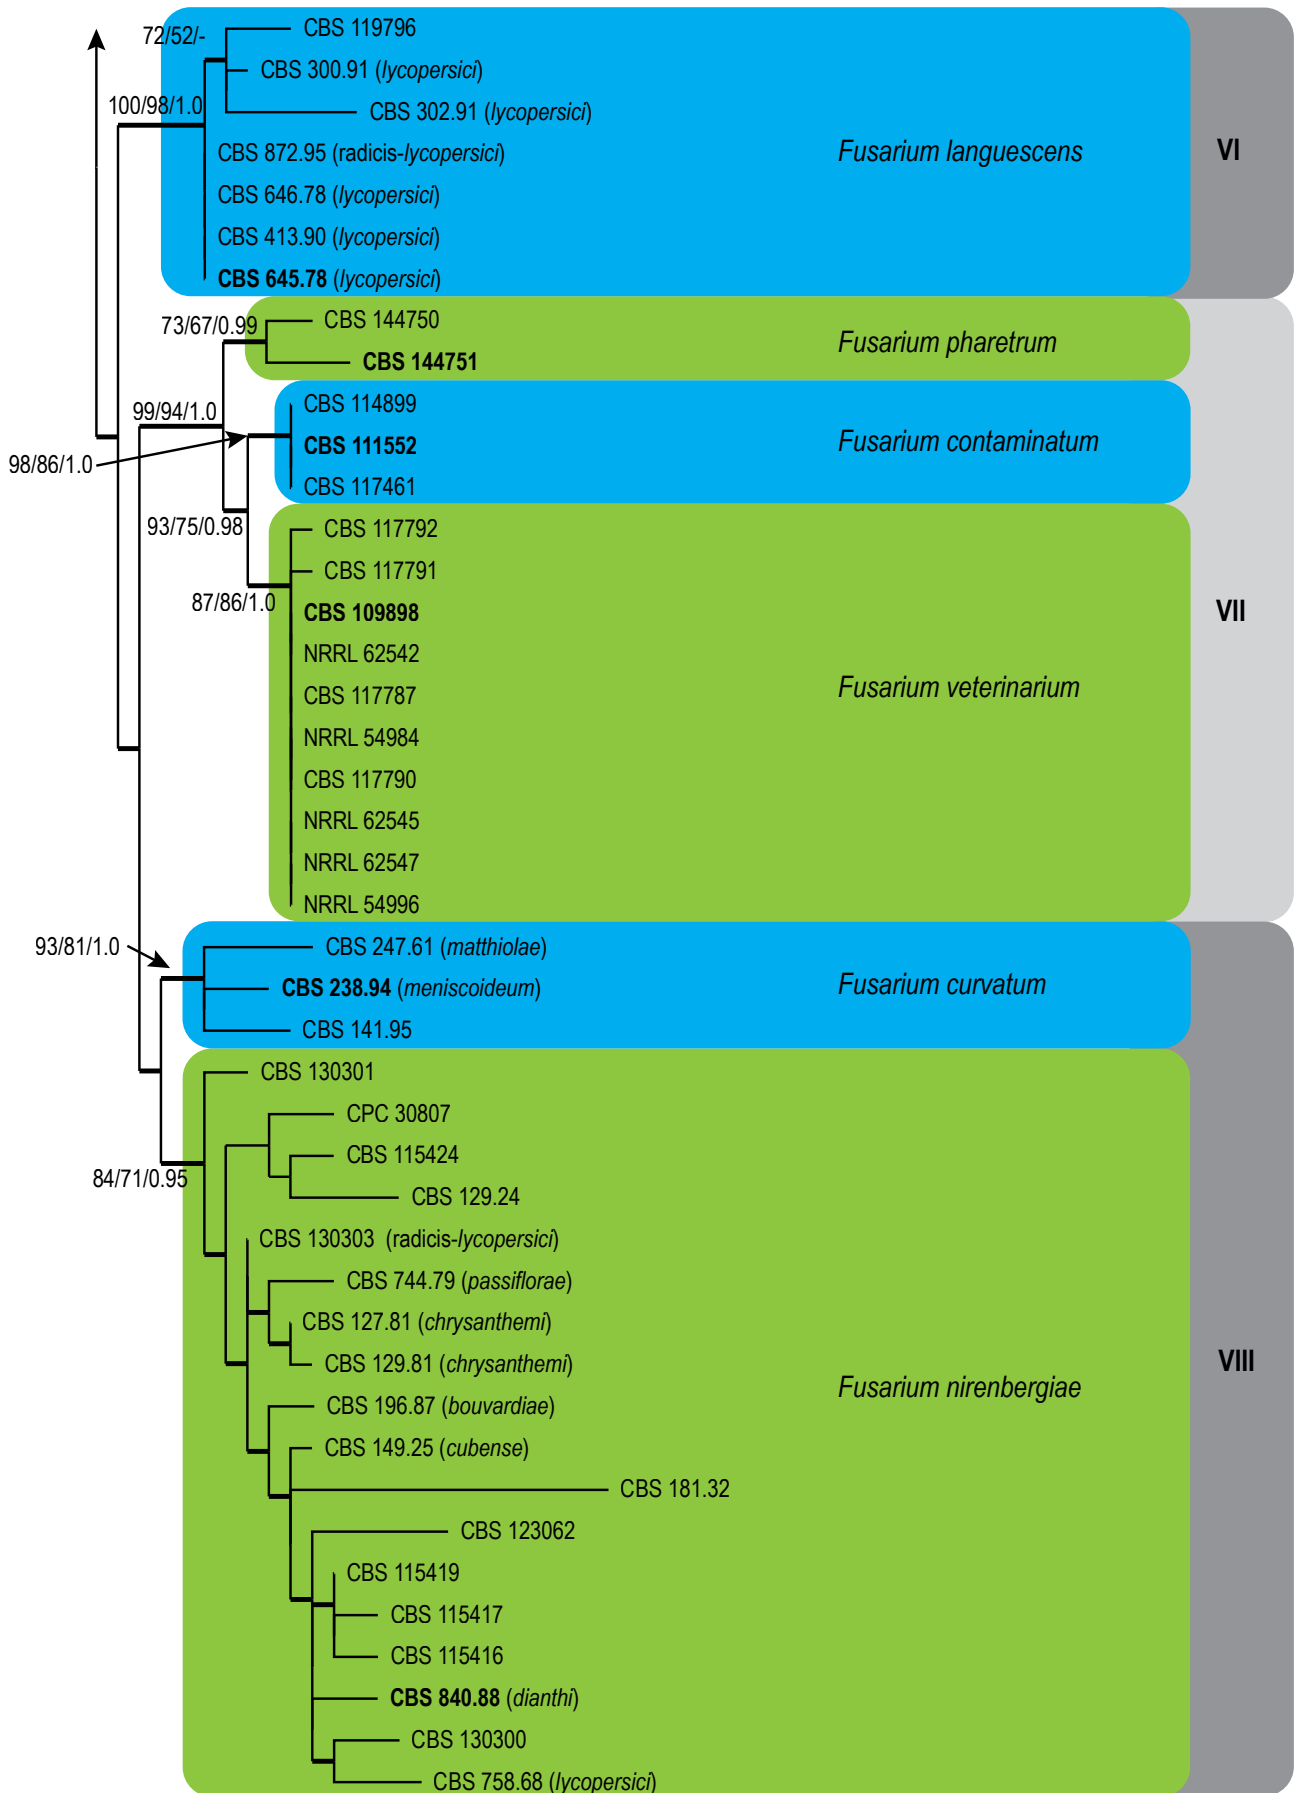 72/52/-
CBS 119796
CBS 300.91 (lycopersici)
100/98/1.0
CBS 302.91 (lycopersici)
CBS 872.95 (radicis-lycopersici)
Fusarium languescens
VI
CBS 646.78 (lycopersici)
CBS 413.90 (lycopersici)
CBS 645.78 (lycopersici)
73/67/0.99
CBS 144750
Fusarium pharetrum
CBS 144751
99/94/1.0
CBS 114899
98/86/1.0
CBS 111552
Fusarium contaminatum
CBS 117461
93/75/0.98
CBS 117792
CBS 117791
87/86/1.0
CBS 109898
VII
NRRL 62542
CBS 117787
Fusarium veterinarium
NRRL 54984
CBS 117790
NRRL 62545
NRRL 62547
NRRL 54996
93/81/1.0
CBS 247.61 (matthiolae)
CBS 238.94 (meniscoideum)
Fusarium curvatum
CBS 141.95
CBS 130301
CPC 30807
CBS 115424
84/71/0.95
CBS 129.24
CBS 130303 (radicis-lycopersici)
CBS 744.79 (passiflorae)
CBS 127.81 (chrysanthemi)
CBS 129.81 (chrysanthemi)
VIII
Fusarium nirenbergiae
CBS 196.87 (bouvardiae)
CBS 149.25 (cubense)
CBS 181.32
CBS 123062
CBS 115419
CBS 115417
CBS 115416
CBS 840.88 (dianthi)
CBS 130300
CBS 758.68 (lycopersici)